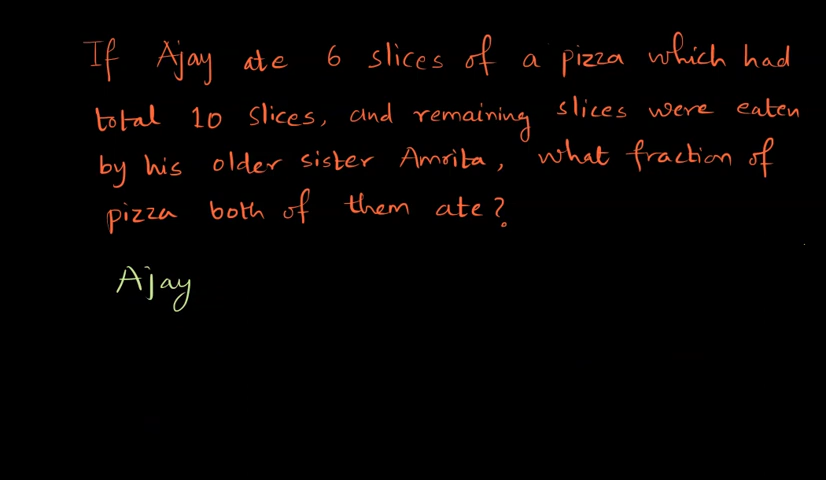 If Ajay ate 6 slices of a pizza which had
total 10 slices, and remaining slices were eaten
by his older sister Amrita, what fraction of
pizza both of them ate?
Ajay